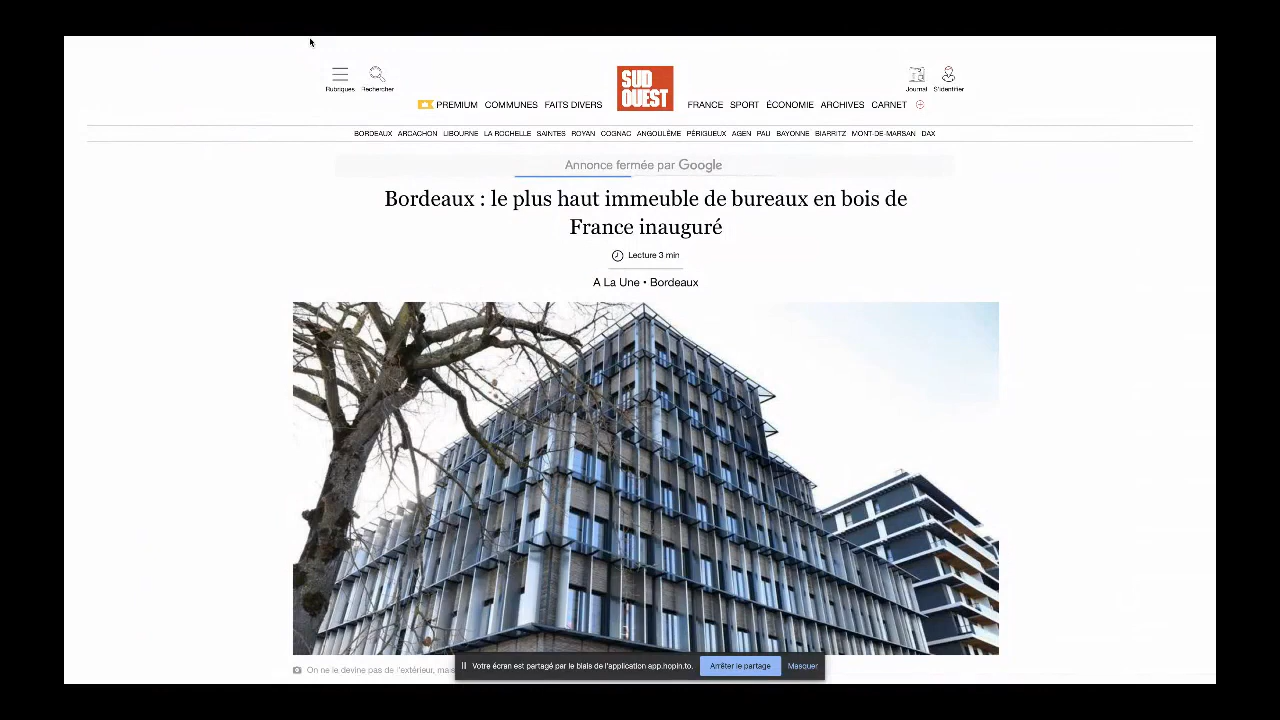 Rubriques
Rechercher
SUD
OUEST
Journal
S'identifier
PREMIUM COMMUNES FAITS DIVERS
FRANCE SPORT ÉCONOMIE ARCHIVES CARNET
BORDEAUX ARCACHON LIBOURNE LA ROCHELLE SAINTES ROYAN COGNAC ANGOULÊME PÉRIGUEUX AGEN PAU BAYONNE BIARRITZ MONT-DE-MARSAN DAX
Annonce fermée par Google
Bordeaux : le plus haut immeuble de bureaux en bois de
France inauguré
Lecture 3 min
A La Une • Bordeaux
On ne le devine pas de l'extérieur, mais
Votre écran est partagé par le biais de l'application app.hopin.to.
Arrêter le partage
Masquer